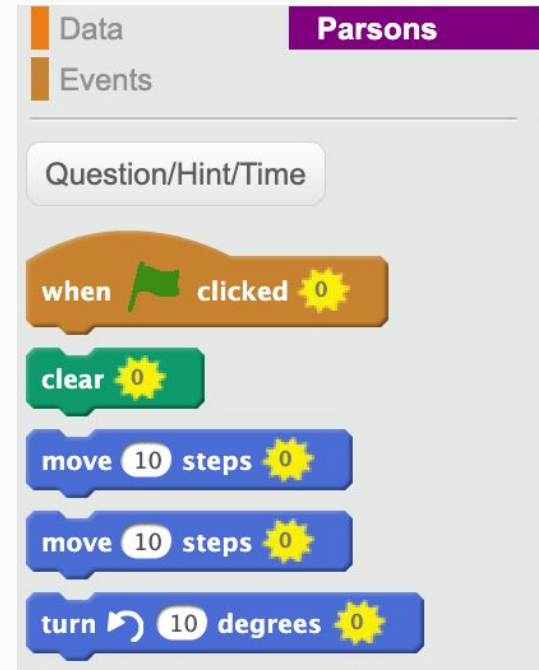 Data Parsons
Events
Question/Hint/Time
when clicked 0
clear 0
move 10 steps 0
move 10 steps 0
turn 10 degrees 0